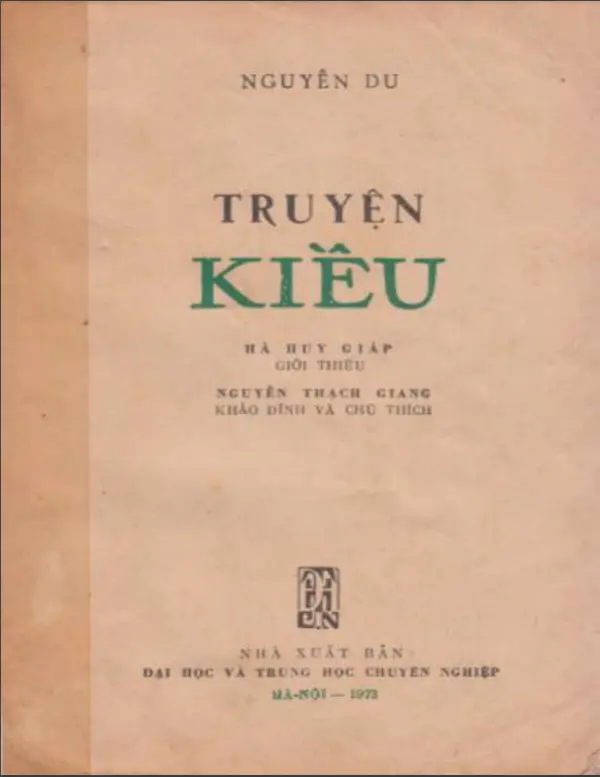 NGUYỄN DU
TRUYỆN
KIỀU
HÀ HUY GIÁP
GIỚI THIỆU
NGUYỄN THẠCH GIANG
KHẢO ĐÍNH VÀ CHÚ THÍCH
NHÀ XUẤT BẢN
ĐẠI HỌC VÀ TRUNG HỌC CHUYÊN NGHIỆP
HÀ-NỘI — 1973